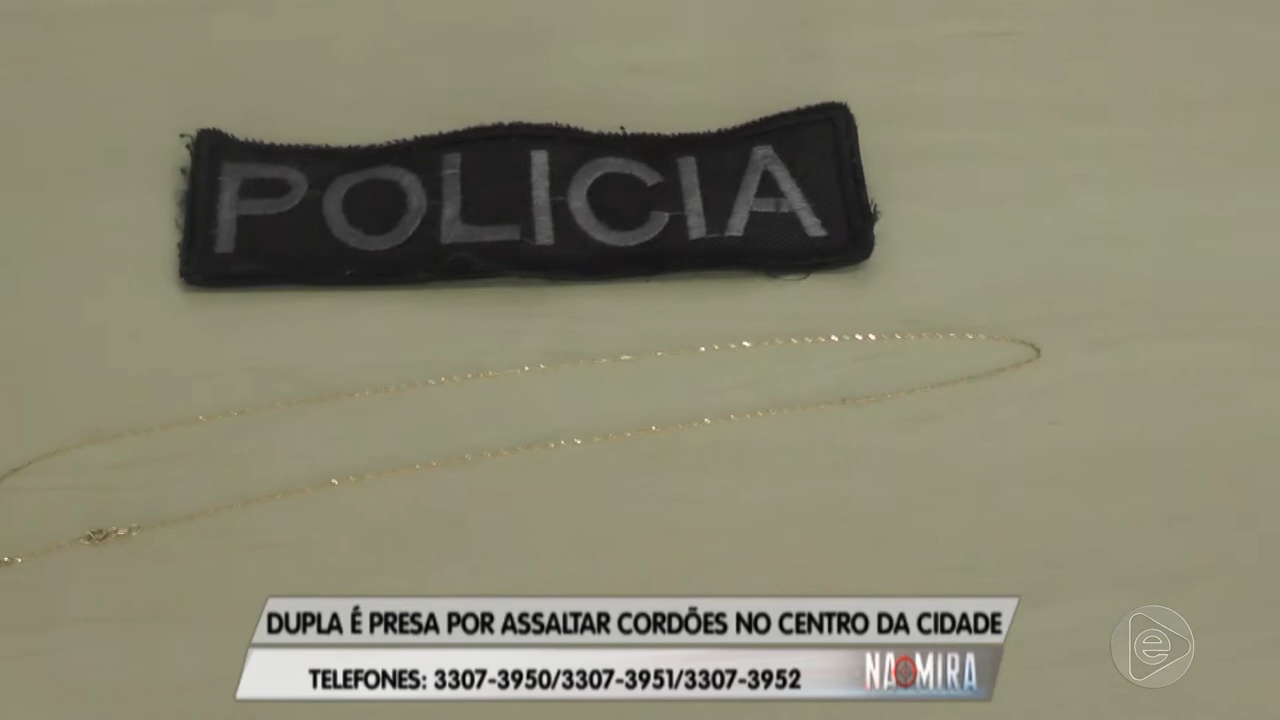 POLICIA
DUPLA É PRESA POR ASSALTAR CORDÕES NO CENTRO DA CIDADE
TELEFONES: 3307-3950/3307-3951/3307-3952
NA MIRA
e